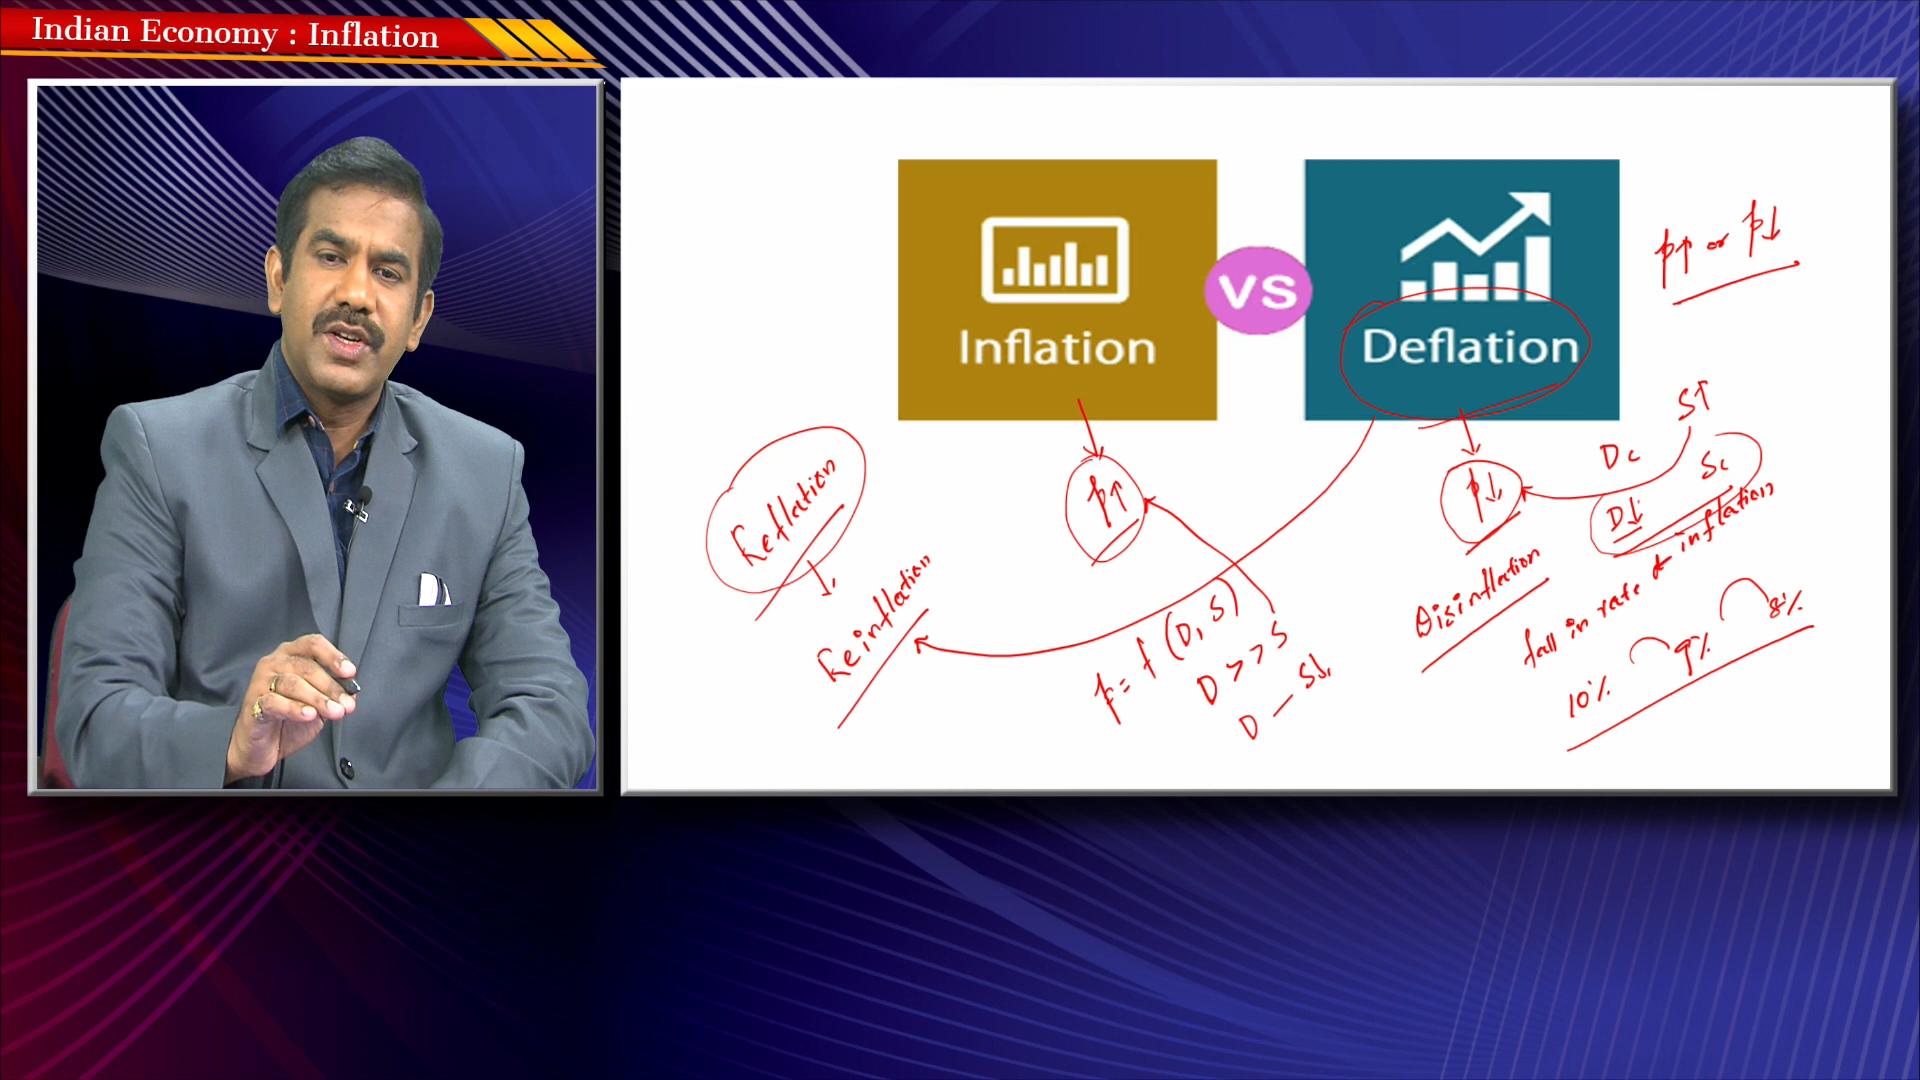 Indian Economy : Inflation
Inflation
VS
Deflation
p↑ or p↓
S↑
Dc Sc
D↓
p↑
p↓
Reflation
Reinflation
Disinflation
fall in rate of inflation
10% 9% 8%
p = f (D, S)
D >> S
D – S↓